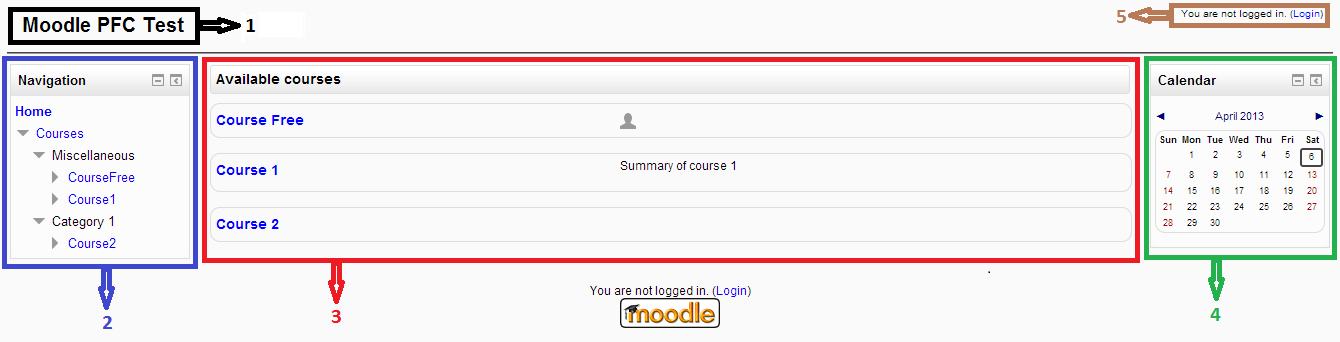 Moodle PFC Test
1
5
You are not logged in. (Login)
Navigation
Home
Courses
Miscellaneous
CourseFree
Course1
Category 1
Course2
2
Available courses
Course Free
Course 1
Summary of course 1
Course 2
3
Calendar
◄ April 2013 ►
Sun Mon Tue Wed Thu Fri Sat
1 2 3 4 5 6
7 8 9 10 11 12 13
14 15 16 17 18 19 20
21 22 23 24 25 26 27
28 29 30
4
You are not logged in. (Login)
moodle